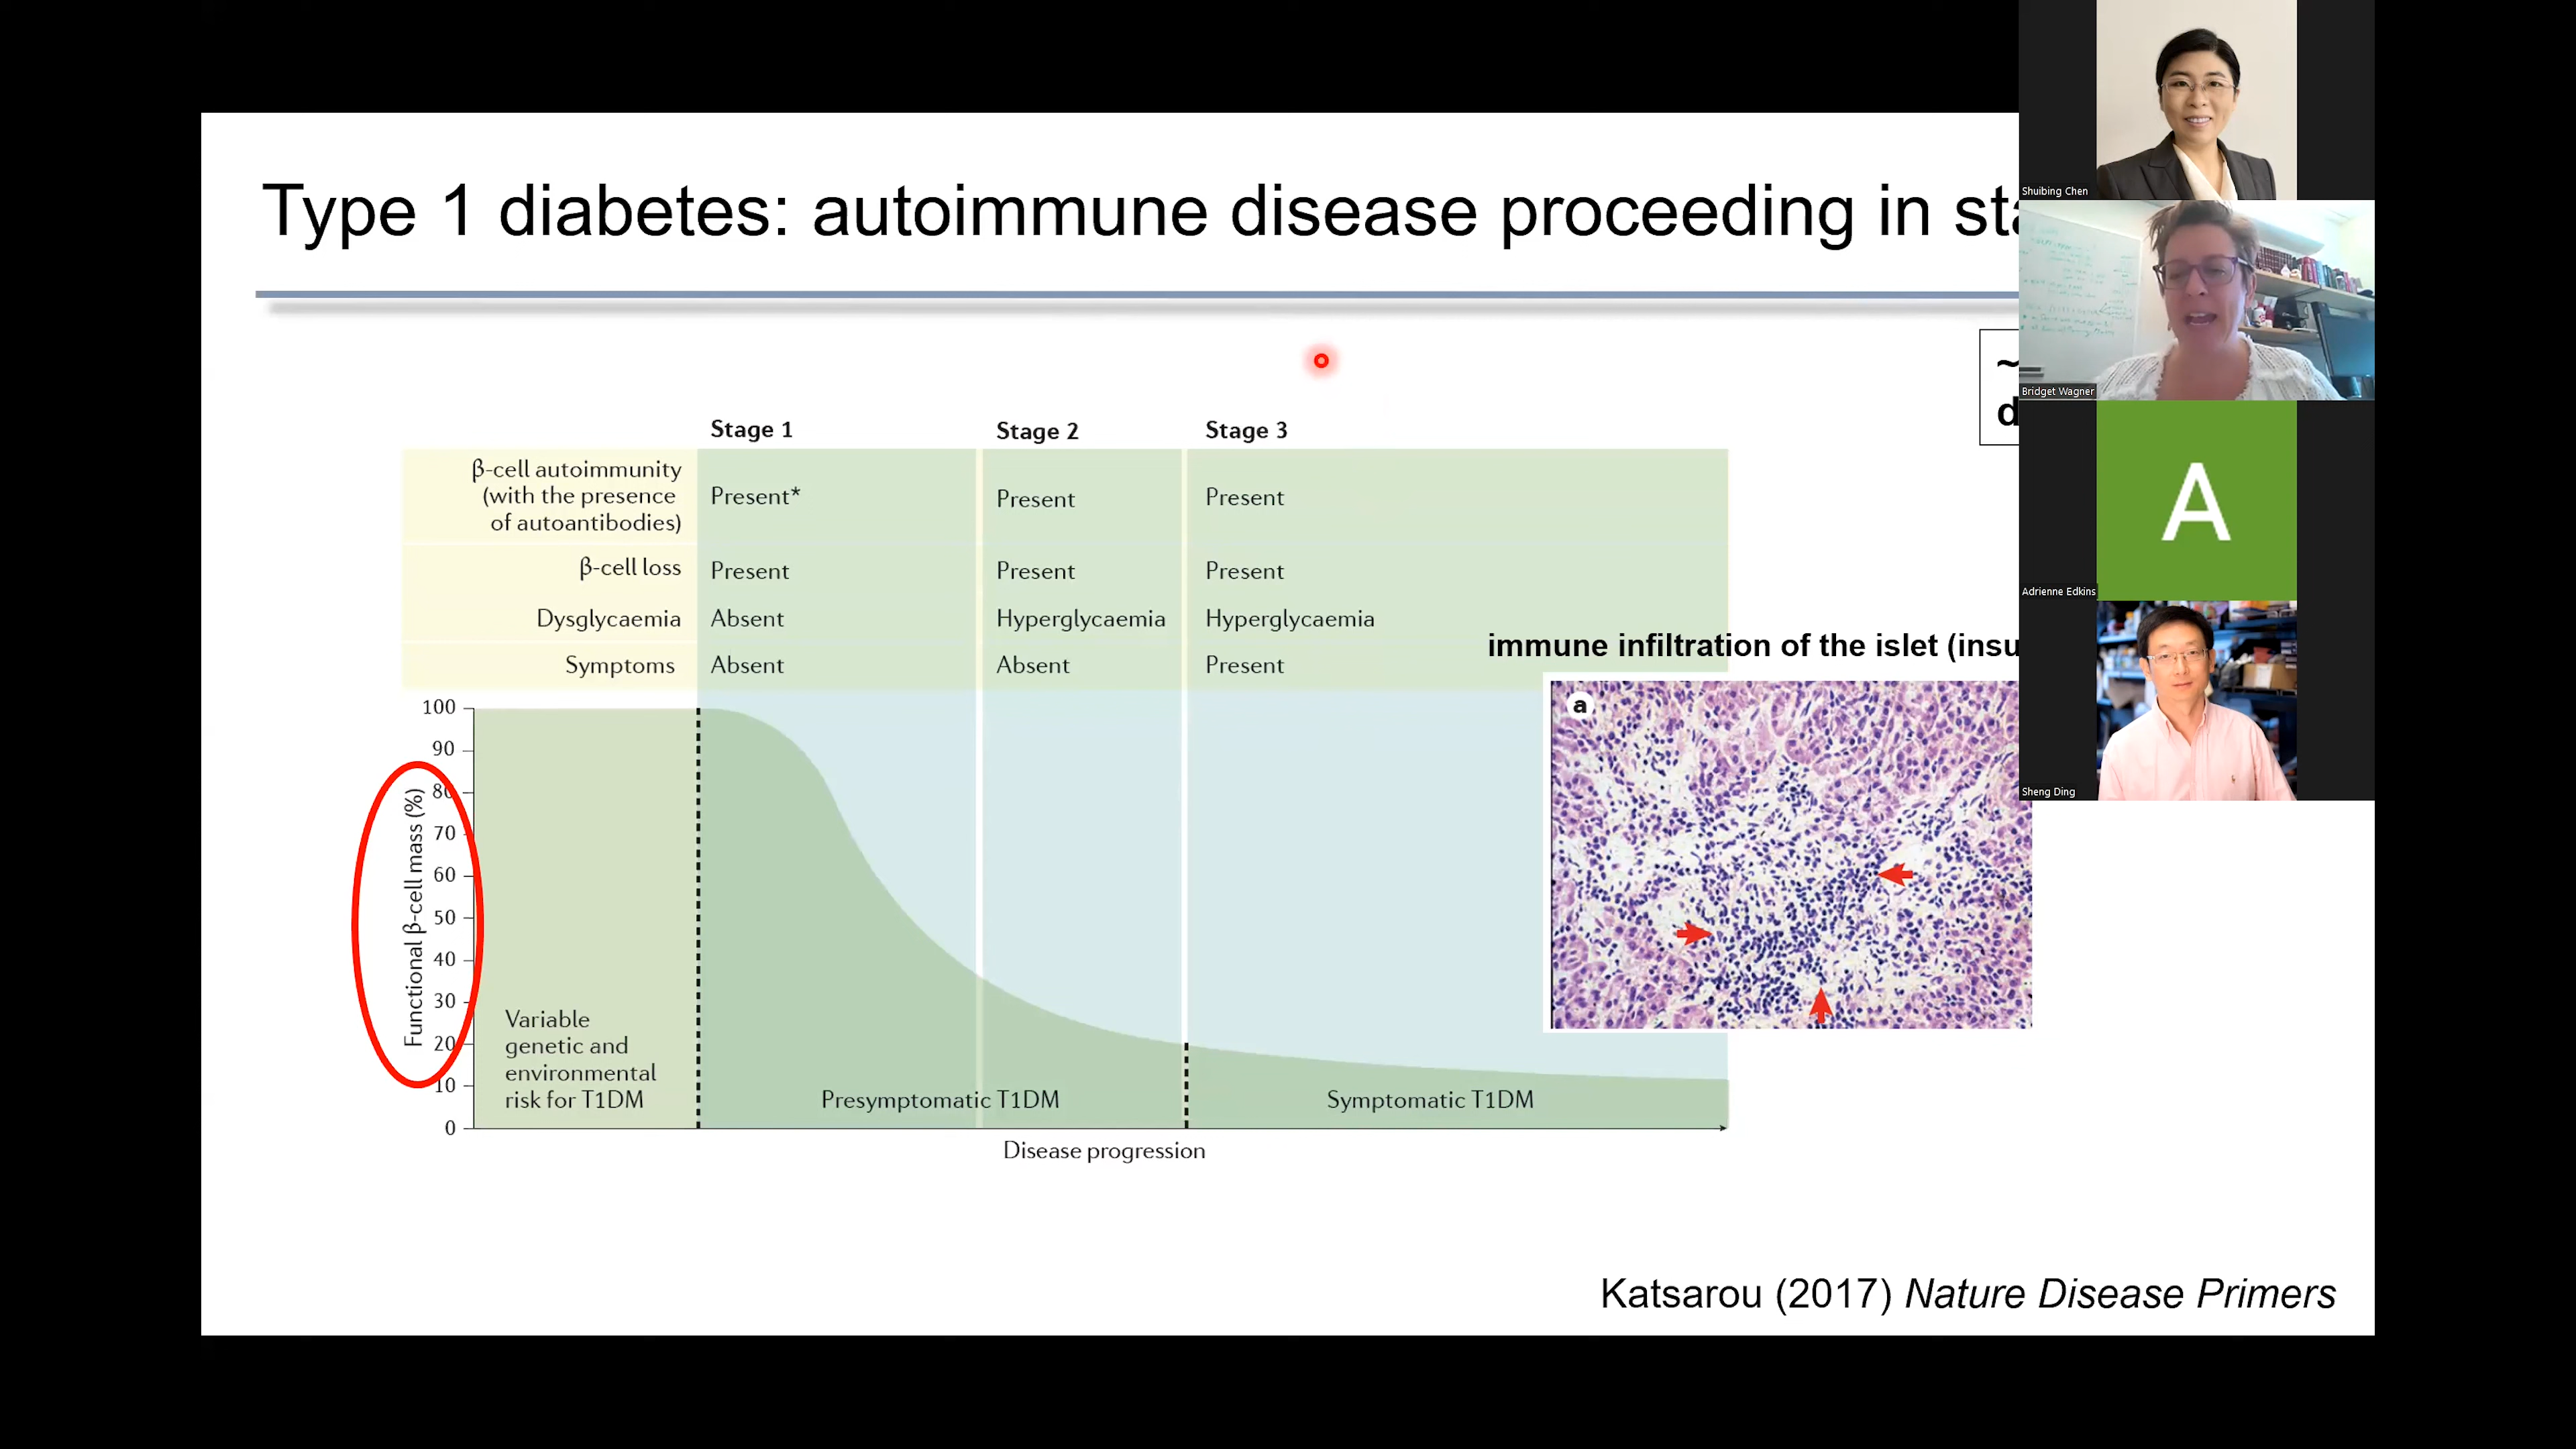 Type 1 diabetes: autoimmune disease proceeding in sta
~
d
Stage 1
Stage 2
Stage 3
β-cell autoimmunity
(with the presence
of autoantibodies)
Present*
Present
Present
β-cell loss
Present
Present
Present
Dysglycaemia
Absent
Hyperglycaemia
Hyperglycaemia
Symptoms
Absent
Absent
Present
immune infiltration of the islet (insu
a
Functional β-cell mass (%)
100
90
80
70
60
50
40
30
20
10
0
Variable
genetic and
environmental
risk for T1DM
Presymptomatic T1DM
Symptomatic T1DM
Disease progression
Katsarou (2017) Nature Disease Primers
Shuibing Chen
Bridget Wagner
A
Adrienne Edkins
Sheng Ding